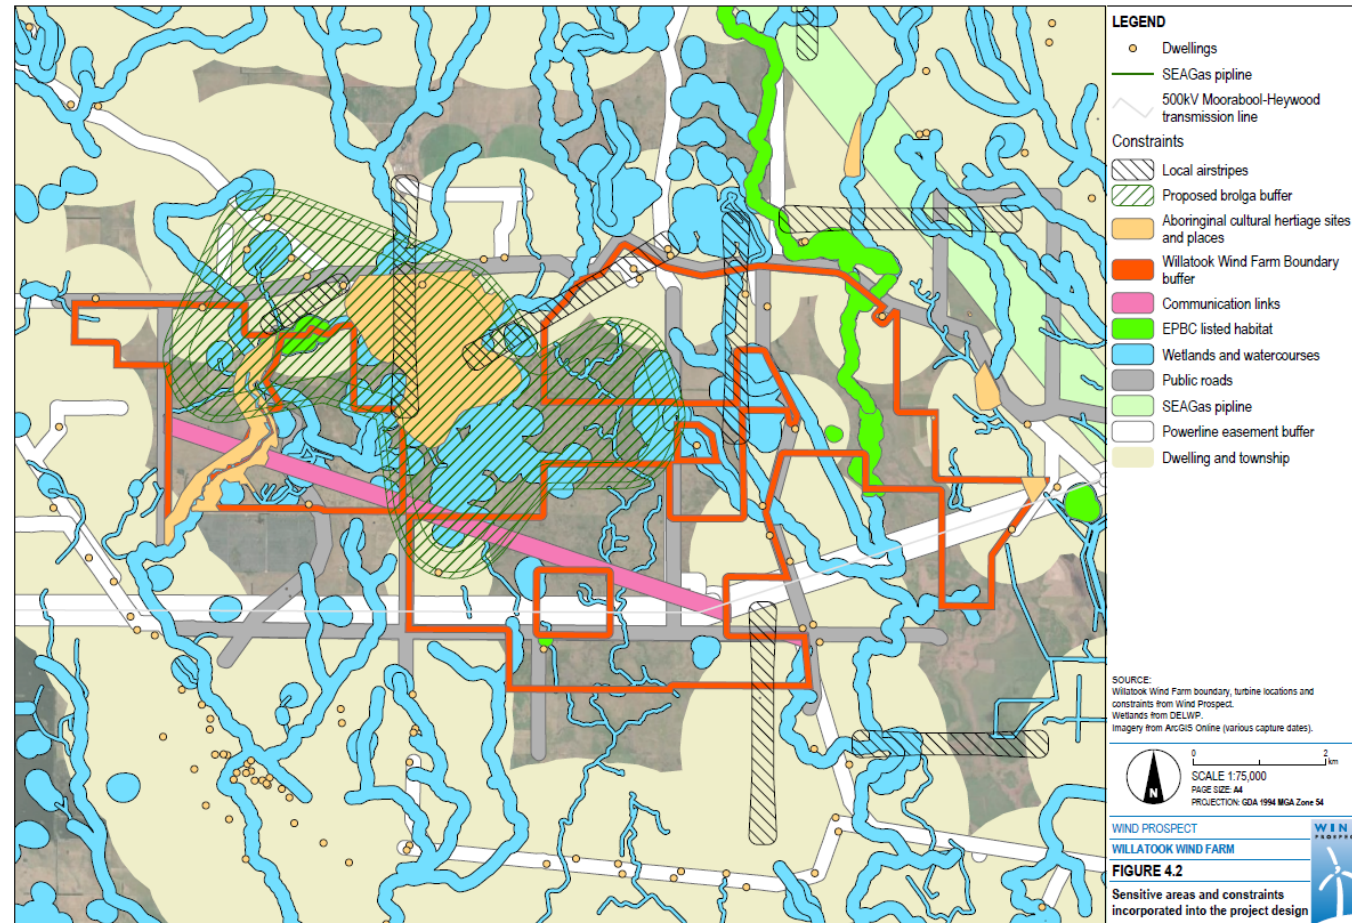 LEGEND
Dwellings
SEAGas pipline
500kV Moorabool-Heywood
transmission line
Constraints
Local airstripes
Proposed brolga buffer
Aboringinal cultural hertiage sites
and places
Willatook Wind Farm Boundary
buffer
Communication links
EPBC listed habitat
Wetlands and watercourses
Public roads
SEAGas pipline
Powerline easement buffer
Dwelling and township
SOURCE:
Willatook Wind Farm boundary, turbine locations and
constraints from Wind Prospect.
Wetlands from DELWP.
Imagery from ArcGIS Online (various capture dates).
0 2
km
SCALE 1:75,000
PAGE SIZE: A4
PROJECTION: GDA 1994 MGA Zone 54
N
WIND PROSPECT
WILLATOOK WIND FARM
FIGURE 4.2
Sensitive areas and constraints
incorporated into the project design